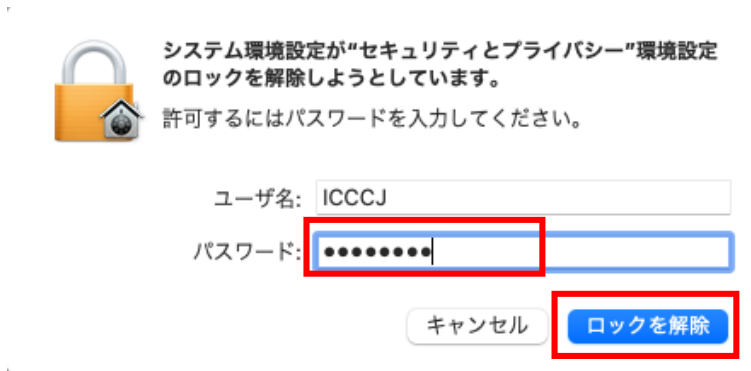 システム環境設定が“セキュリティとプライバシー”環境設定
のロックを解除しようとしています。
許可するにはパスワードを入力してください。
ユーザ名: ICCCJ
パスワード: ●●●●●●●●
キャンセル ロックを解除